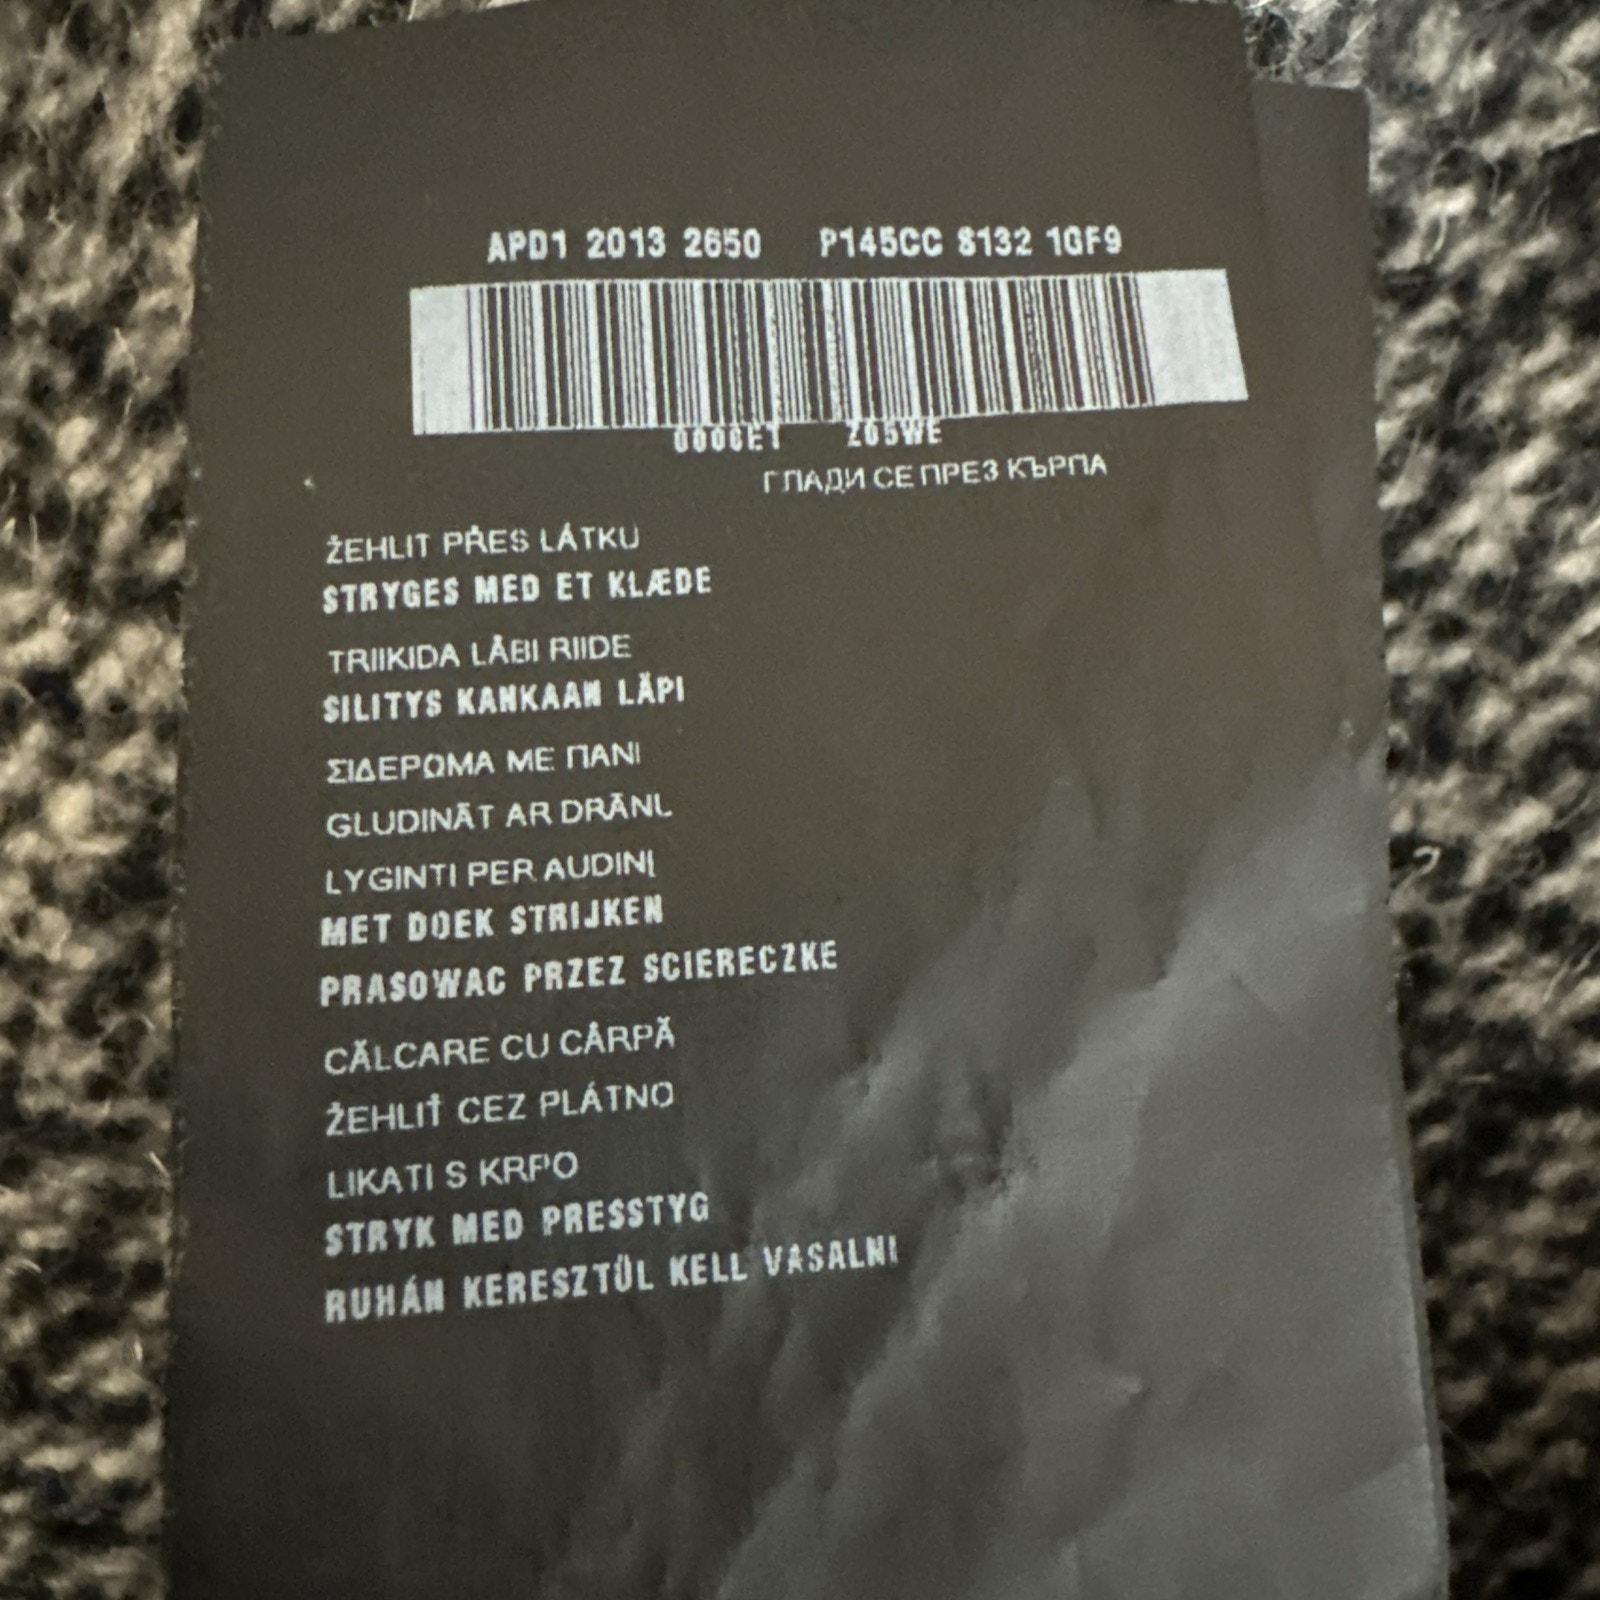 APD1 2013 2650 P145CC 8132 1GF9
0000E1 Z05WE
ГЛАДИ СЕ ПРЕЗ КЪРПА
ŽEHLIT PŘES LÁTKU
STRYGES MED ET KLÆDE
TRIIKIDA LÄBI RIIDE
SILITYS KANKAAN LÄPI
ΣΙΔΕΡΩΜΑ ΜΕ ΠΑΝΙ
GLUDINĀT AR DRĀNU
LYGINTI PER AUDINĮ
MET DOEK STRIJKEN
PRASOWAC PRZEZ SCIERECZKE
CĂLCARE CU CÂRPĂ
ŽEHLIŤ CEZ PLÁTNO
LIKATI S KRPO
STRYK MED PRESSTYG
RUHÁN KERESZTÜL KELL VASALNI